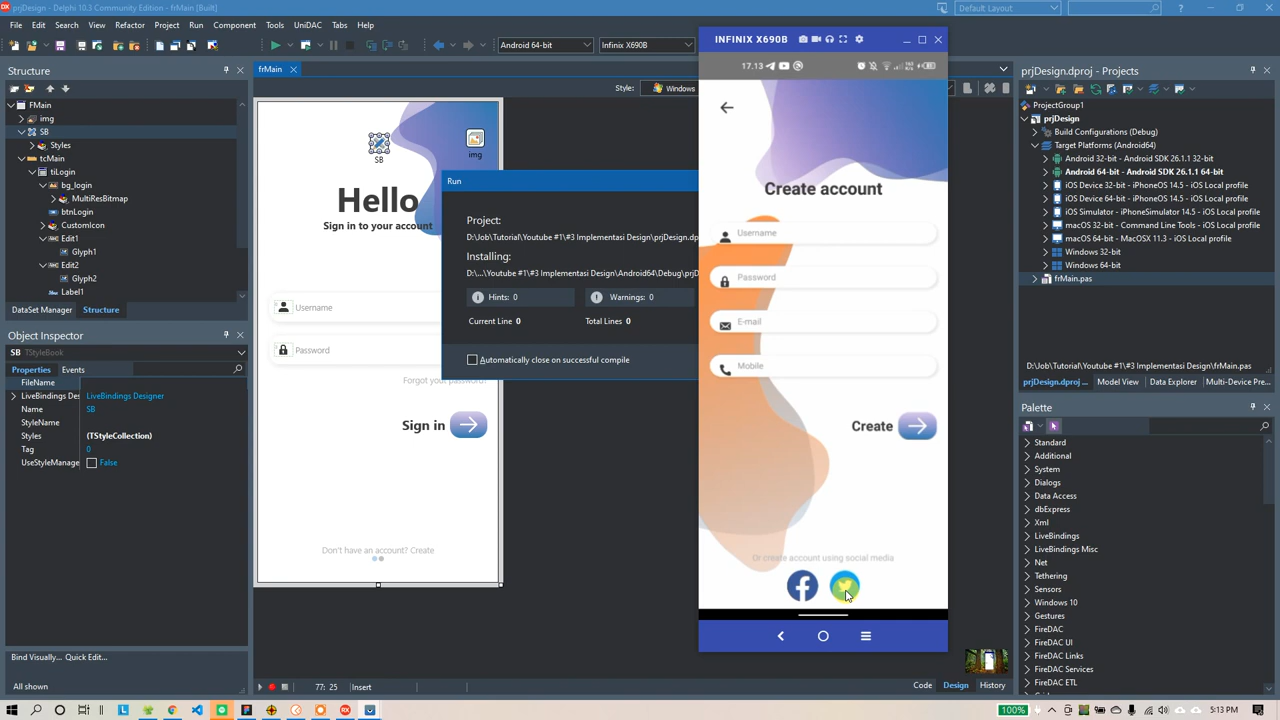 prjDesign - Delphi 10.3 Community Edition - frMain [Built]
Default Layout
File Edit Search View Refactor Project Run Component Tools UniDAC Tabs Help
Android 64-bit
Infinix X690B
Structure
FMain
img
SB
Styles
tcMain
tiLogin
bg_login
MultiResBitmap
btnLogin
CustomIcon
Edit1
Glyph1
Edit2
Glyph2
Label1
DataSet Manager
Structure
Object Inspector
SB TStyleBook
Properties
Events
FileName
LiveBindings Des
LiveBindings Designer
Name
SB
StyleName
Styles
(TStyleCollection)
Tag
0
UseStyleManage
False
Bind Visually... Quick Edit...
All shown
frMain
Style:
Windows
SB
img
Hello
Sign in to your account
Username
Password
Forgot your password?
Sign in
Don't have an account? Create
Run
Project:
D:\Job\Tutorial\Youtube #1\#3 Implementasi Design\prjDesign.dp
Installing:
D:\...\Youtube #1\#3 Implementasi Design\Android64\Debug\prjD
Hints: 0
Warnings: 0
Current Line 0
Total Lines 0
Automatically close on successful compile
77: 25
Insert
Code
Design
History
INFINIX X690B
17.13
Create account
Username
Password
E-mail
Mobile
Create
Or create account using social media
prjDesign.dproj - Projects
ProjectGroup1
prjDesign
Build Configurations (Debug)
Target Platforms (Android64)
Android 32-bit - Android SDK 26.1.1 32-bit
Android 64-bit - Android SDK 26.1.1 64-bit
iOS Device 32-bit - iPhoneOS 14.5 - iOS Local profile
iOS Device 64-bit - iPhoneOS 14.5 - iOS Local profile
iOS Simulator - iPhoneSimulator 14.5 - iOS Local profile
macOS 32-bit - Command Line Tools - iOS Local profile
macOS 64-bit - MacOSX 11.3 - iOS Local profile
Windows 32-bit
Windows 64-bit
frMain.pas
D:\Job\Tutorial\Youtube #1\#3 Implementasi Design\frMain.pas
prjDesign.dproj ...
Model View
Data Explorer
Multi-Device Pre...
Palette
Standard
Additional
System
Dialogs
Data Access
dbExpress
Xml
LiveBindings
LiveBindings Misc
Net
Tethering
Sensors
Windows 10
Gestures
FireDAC
FireDAC UI
FireDAC Links
FireDAC Services
FireDAC ETL
100%
5:13 PM